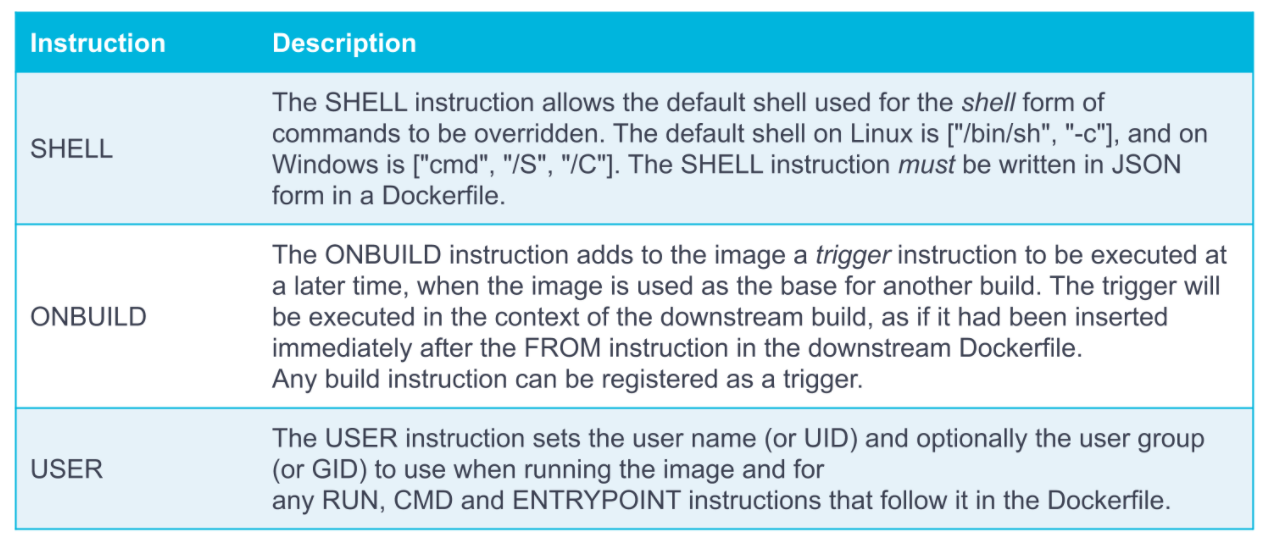 Instruction Description
SHELL
The SHELL instruction allows the default shell used for the shell form of
commands to be overridden. The default shell on Linux is ["/bin/sh", "-c"], and on
Windows is ["cmd", "/S", "/C"]. The SHELL instruction must be written in JSON
form in a Dockerfile.
ONBUILD
The ONBUILD instruction adds to the image a trigger instruction to be executed at
a later time, when the image is used as the base for another build. The trigger will
be executed in the context of the downstream build, as if it had been inserted
immediately after the FROM instruction in the downstream Dockerfile.
Any build instruction can be registered as a trigger.
USER
The USER instruction sets the user name (or UID) and optionally the user group
(or GID) to use when running the image and for
any RUN, CMD and ENTRYPOINT instructions that follow it in the Dockerfile.